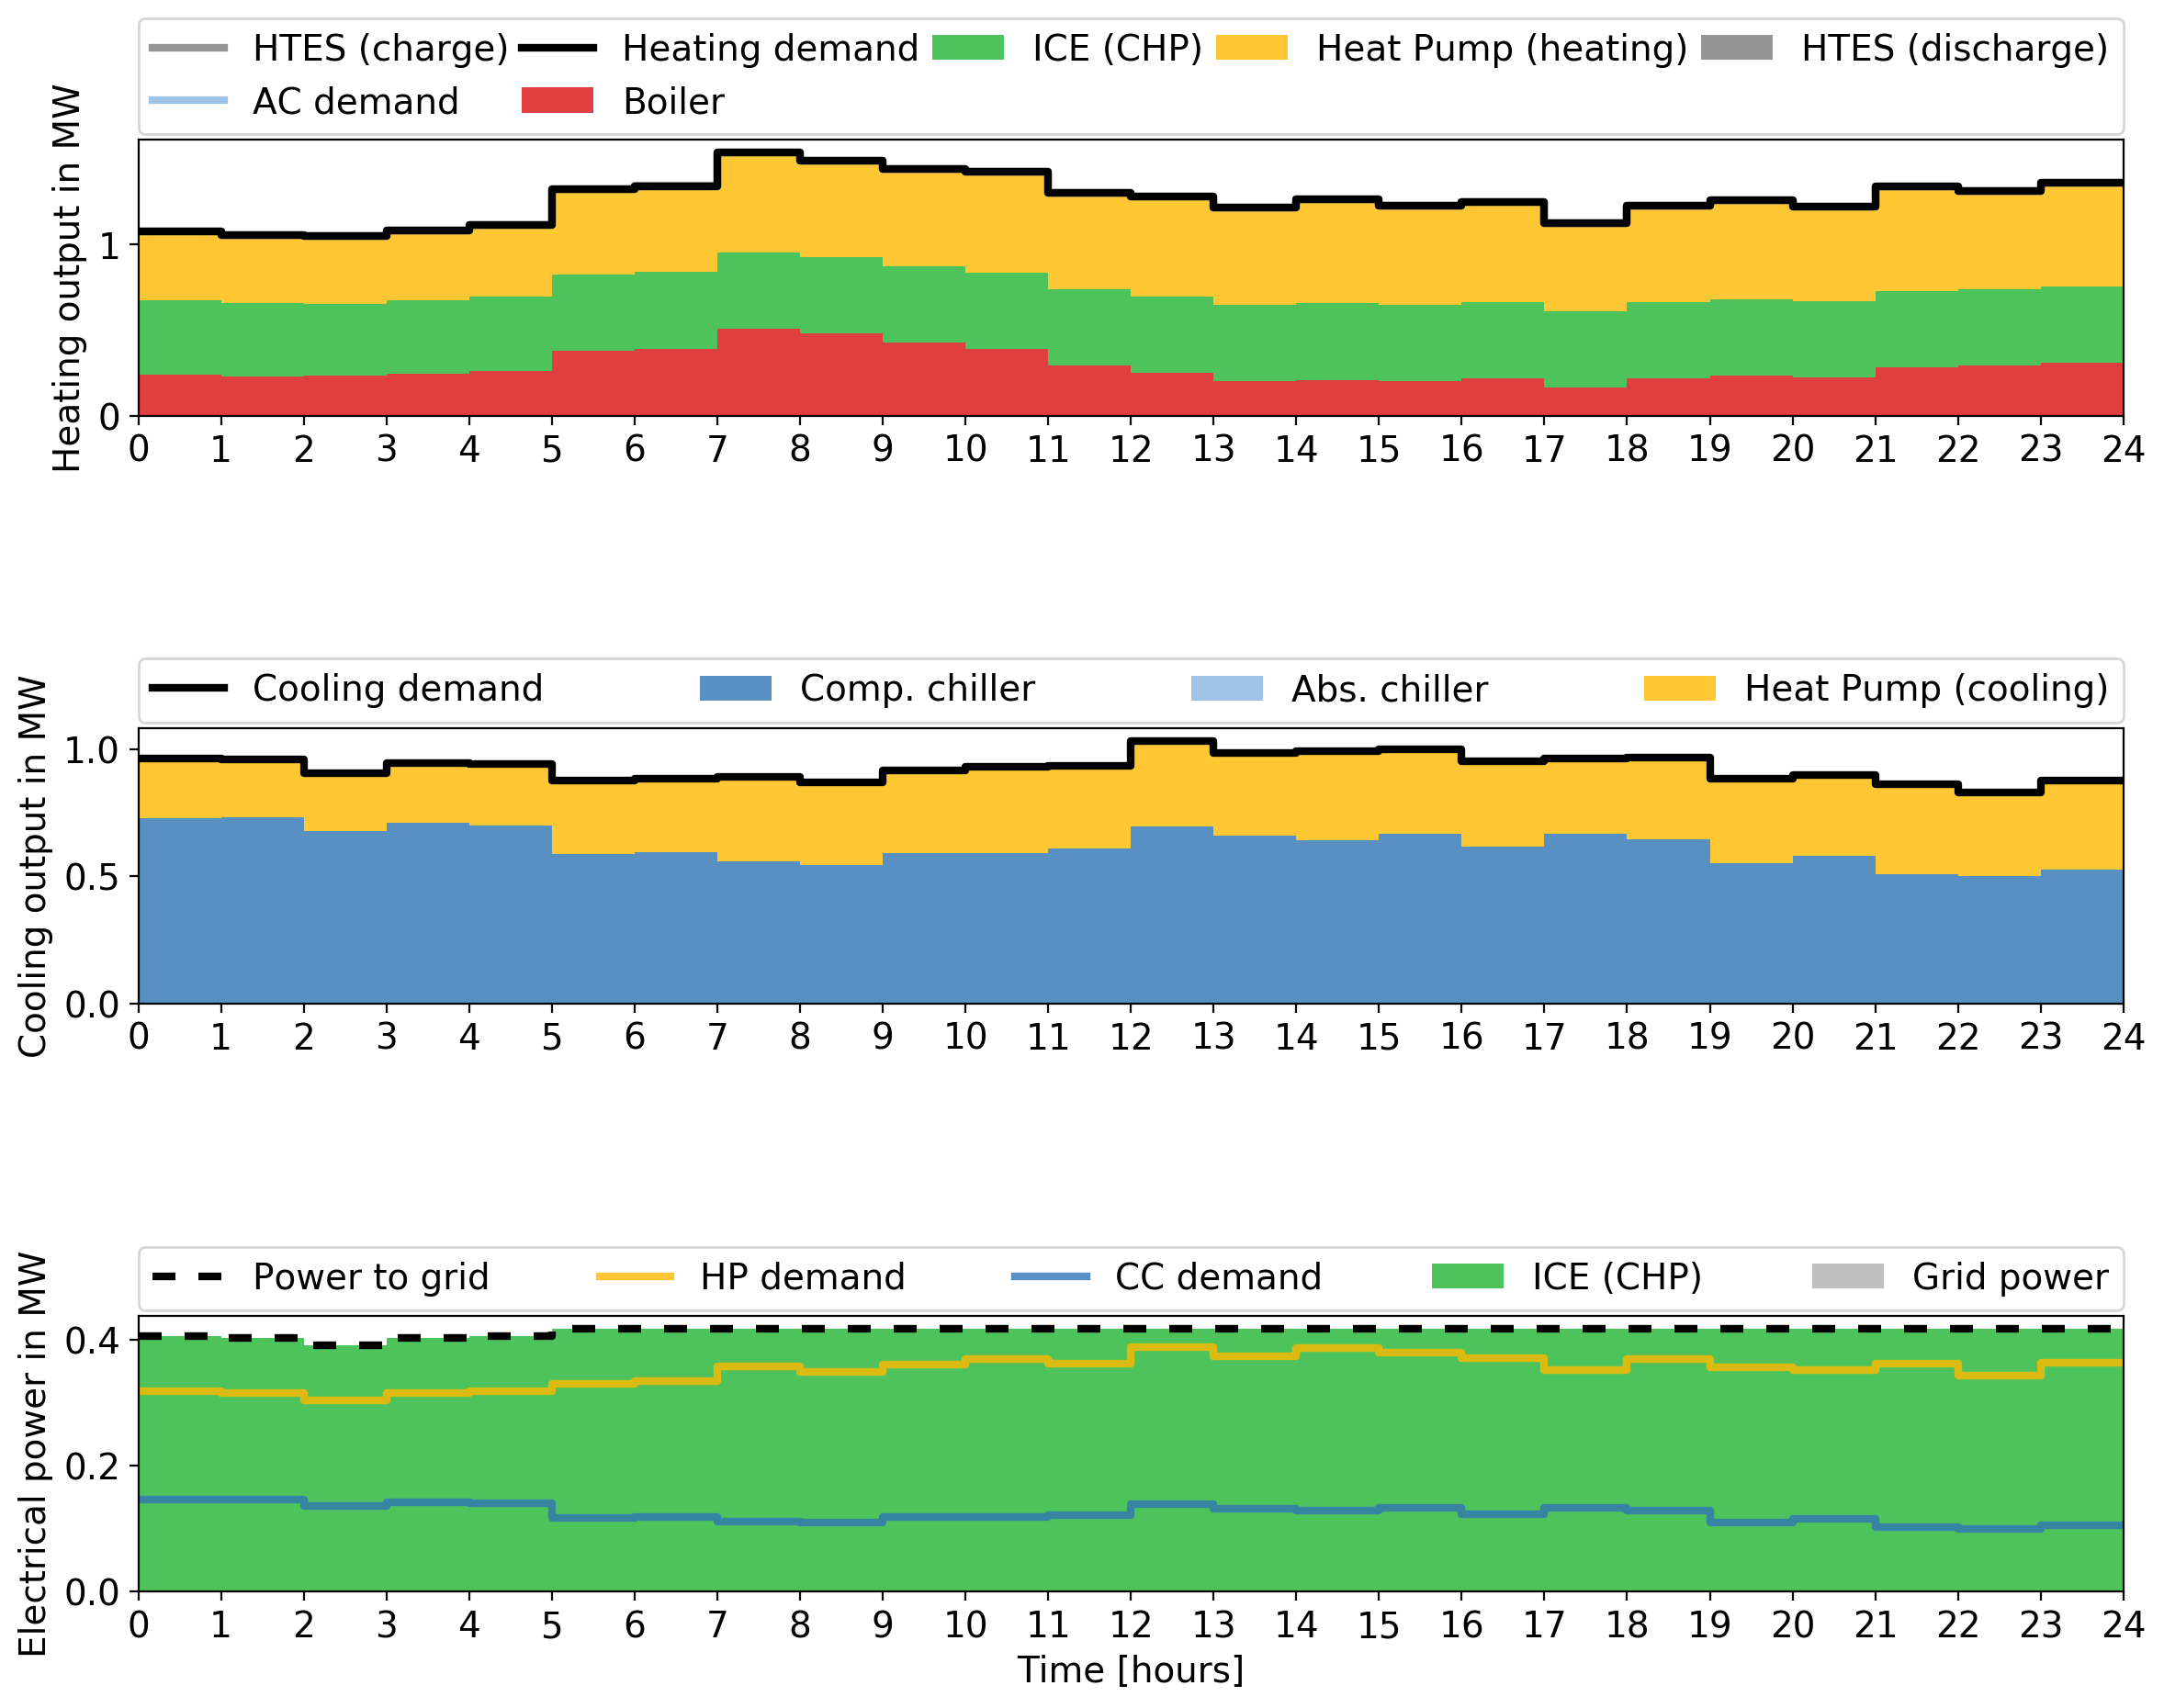 HTES (charge) Heating demand ICE (CHP) Heat Pump (heating) HTES (discharge)
AC demand Boiler
Heating output in MW
1
0
0 1 2 3 4 5 6 7 8 9 10 11 12 13 14 15 16 17 18 19 20 21 22 23 24
Cooling demand Comp. chiller Abs. chiller Heat Pump (cooling)
Cooling output in MW
1.0
0.5
0.0
0 1 2 3 4 5 6 7 8 9 10 11 12 13 14 15 16 17 18 19 20 21 22 23 24
Power to grid HP demand CC demand ICE (CHP) Grid power
Electrical power in MW
0.4
0.2
0.0
0 1 2 3 4 5 6 7 8 9 10 11 12 13 14 15 16 17 18 19 20 21 22 23 24
Time [hours]